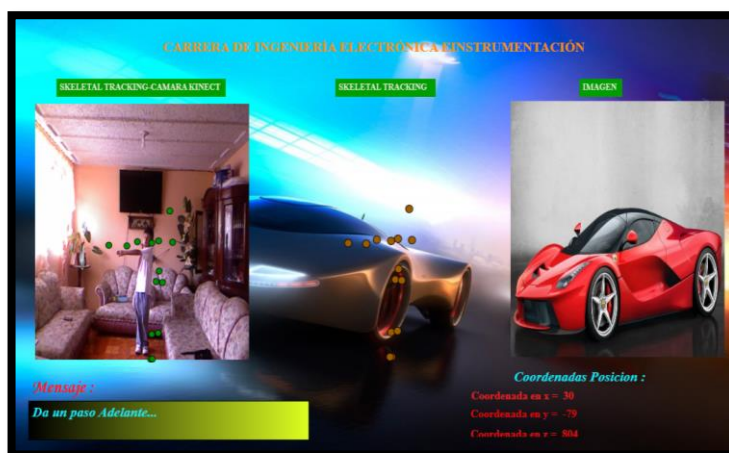 CARRERA DE INGENIERÍA ELECTRÓNICA EINSTRUMENTACIÓN
SKELETAL TRACKING-CAMARA KINECT
SKELETAL TRACKING
IMAGEN
Mensaje :
Da un paso Adelante...
Coordenadas Posicion :
Coordenada en x = 30
Coordenada en y = -79
Coordenada en z = 804